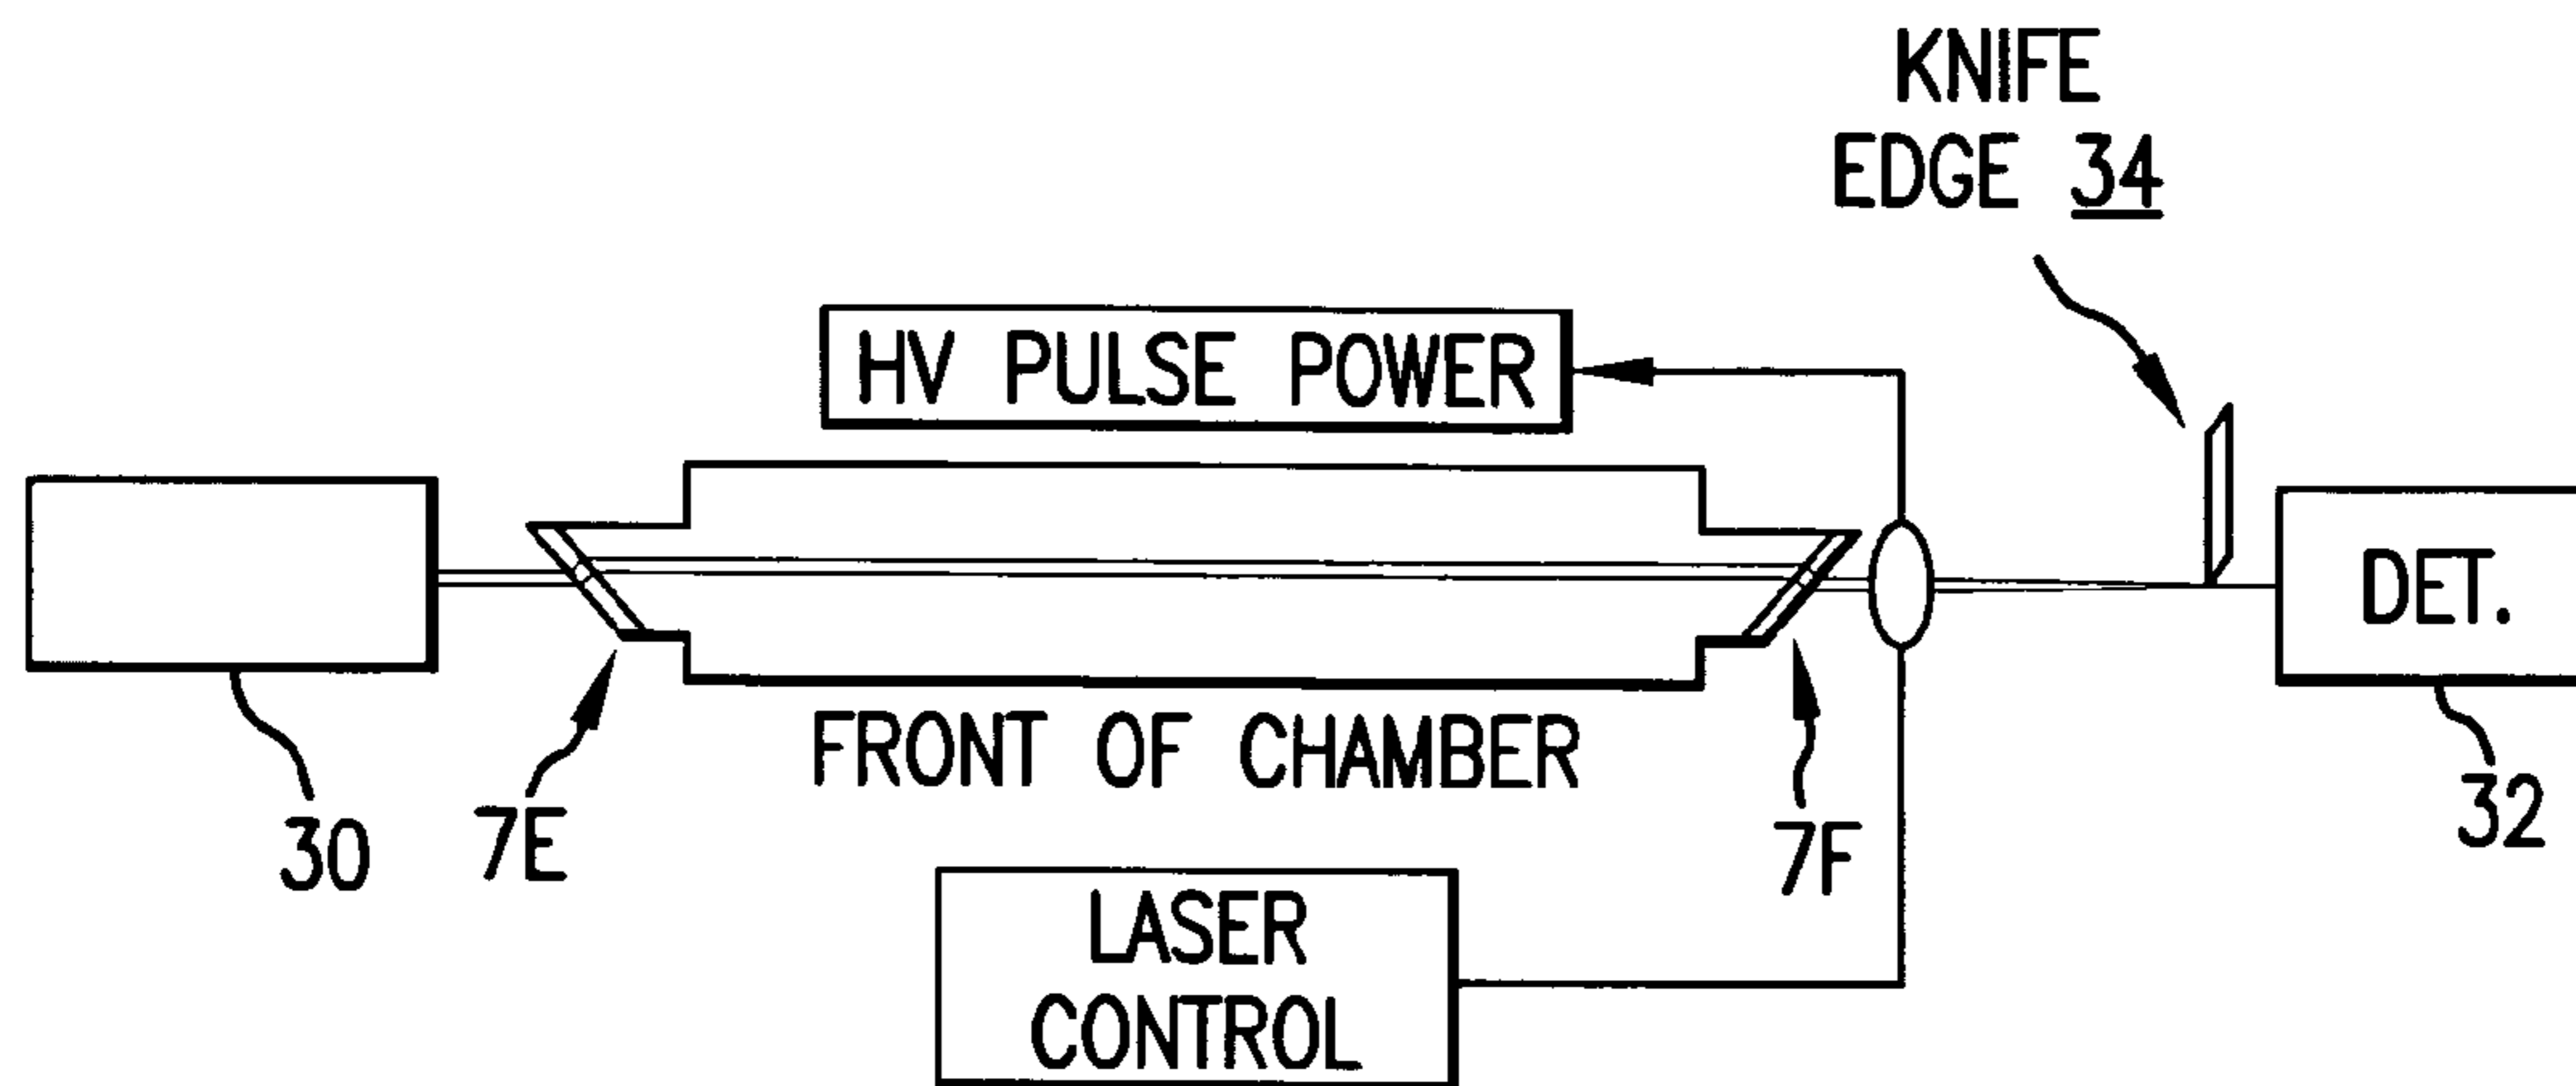 KNIFE
EDGE 34
HV PULSE POWER
DET.
FRONT OF CHAMBER
30
7E
7F
32
LASER
CONTROL